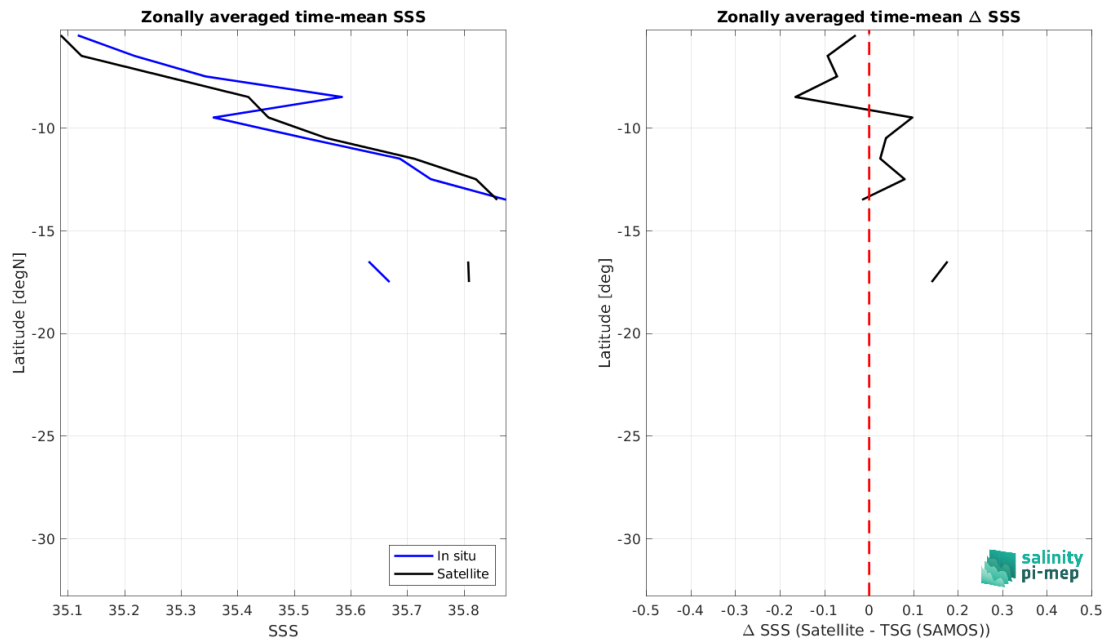 Zonally averaged time-mean SSS
-10
-15
-20
-25
-30
Latitude [degN]
35.1 35.2 35.3 35.4 35.5 35.6 35.7 35.8
SSS
In situ
Satellite
Zonally averaged time-mean Δ SSS
-10
-15
-20
-25
-30
Latitude [deg]
-0.5 -0.4 -0.3 -0.2 -0.1 0 0.1 0.2 0.3 0.4 0.5
Δ SSS (Satellite - TSG (SAMOS))
salinity
pi-mep